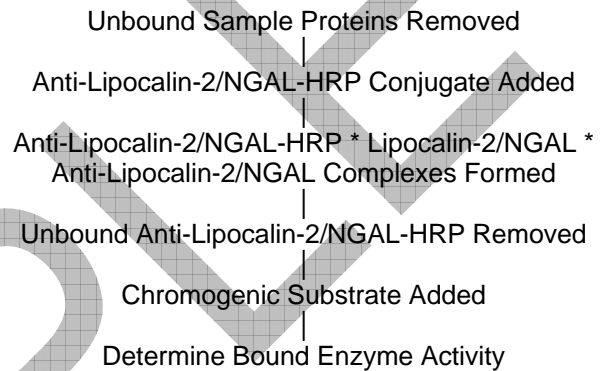 Unbound Sample Proteins Removed
|
Anti-Lipocalin-2/NGAL-HRP Conjugate Added
|
Anti-Lipocalin-2/NGAL-HRP * Lipocalin-2/NGAL *
Anti-Lipocalin-2/NGAL Complexes Formed
|
Unbound Anti-Lipocalin-2/NGAL-HRP Removed
|
Chromogenic Substrate Added
|
Determine Bound Enzyme Activity